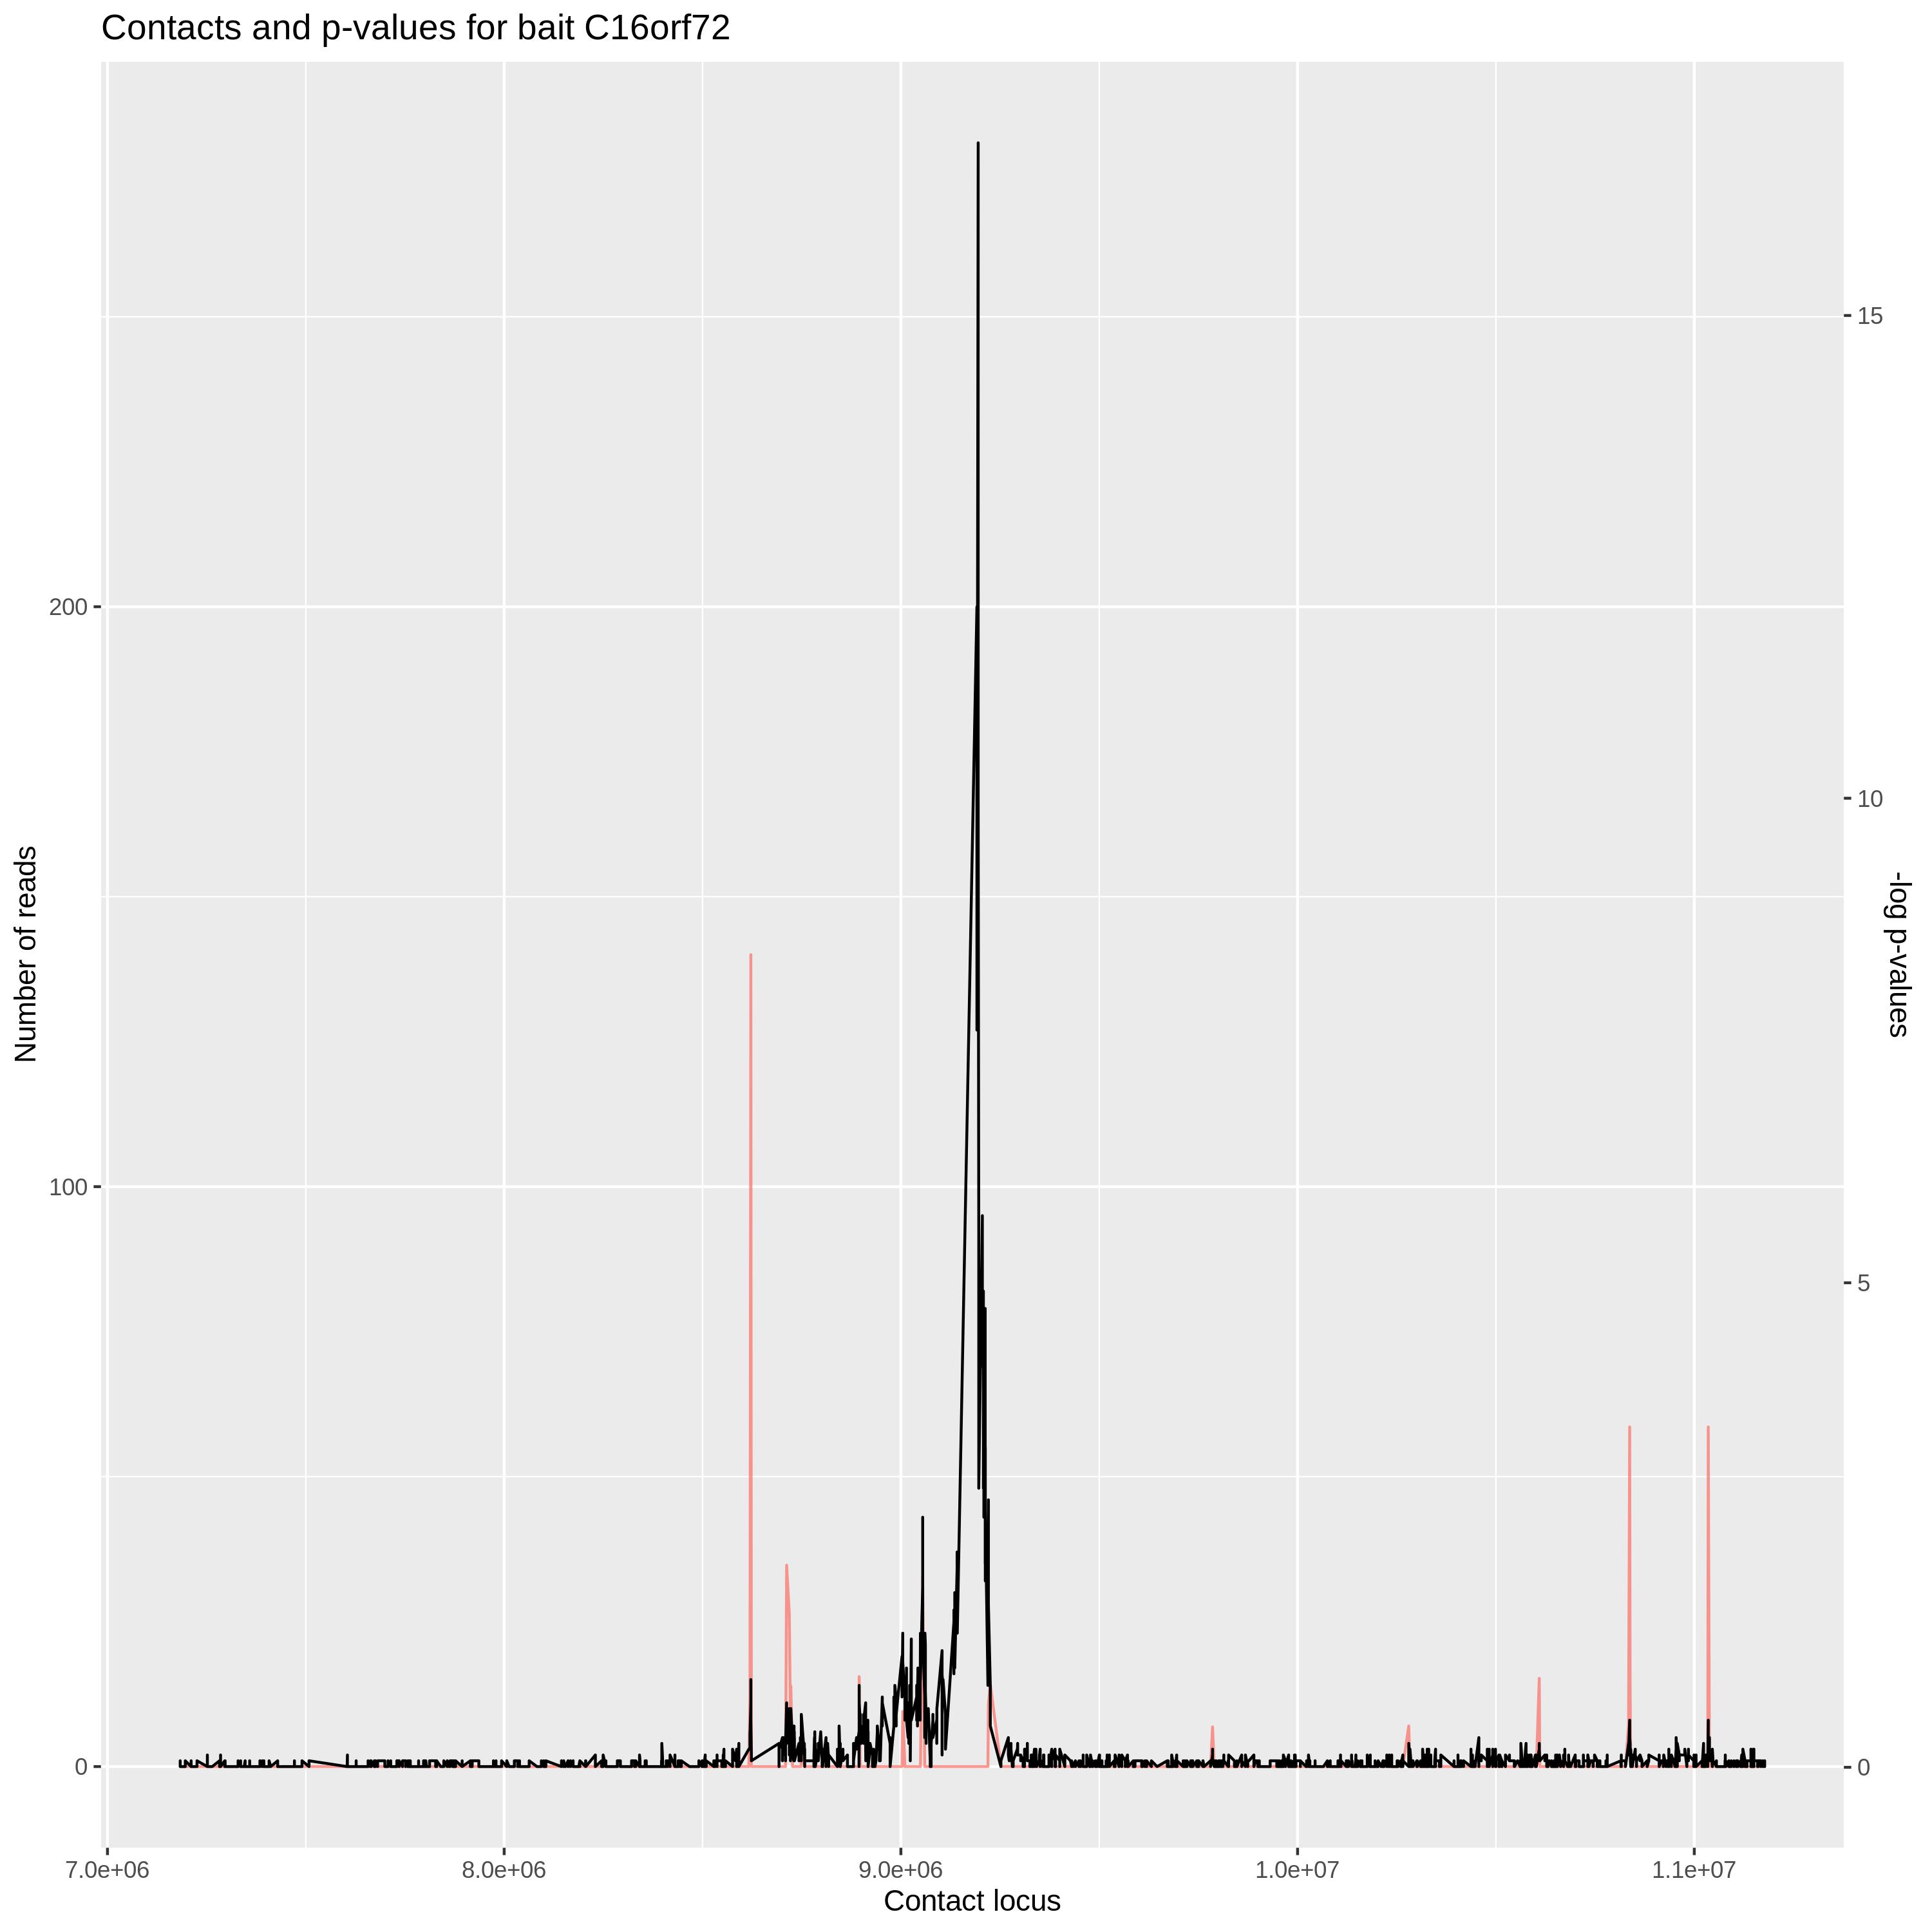 Contacts and p-values for bait C16orf72
Number of reads
200
100
0
15
10
5
0
-log p-values
7.0e+06
8.0e+06
9.0e+06
1.0e+07
1.1e+07
Contact locus